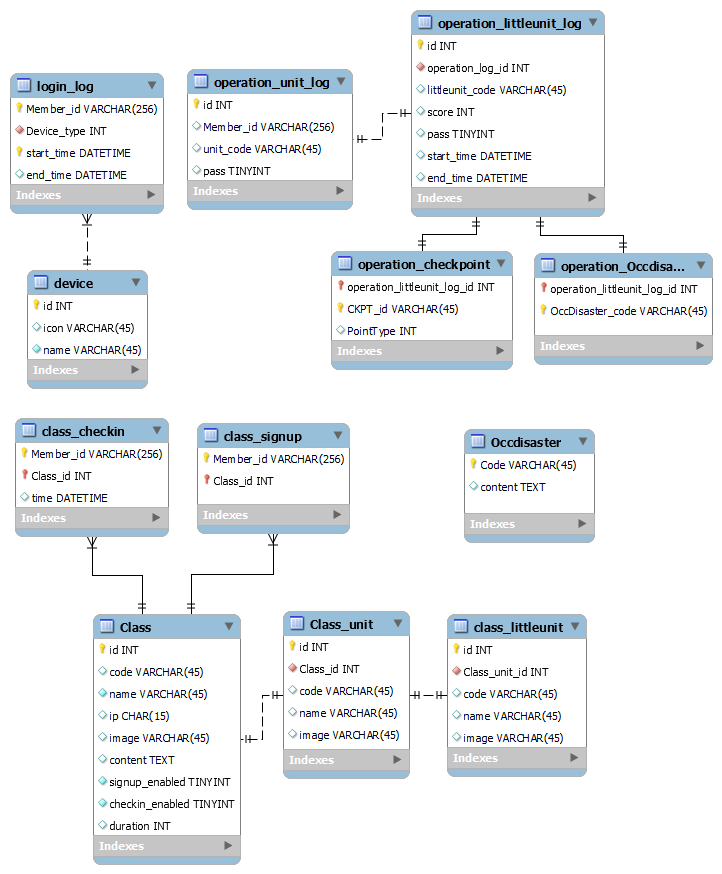 login_log
Member_id VARCHAR(256)
Device_type INT
start_time DATETIME
end_time DATETIME
Indexes
operation_unit_log
id INT
Member_id VARCHAR(256)
unit_code VARCHAR(45)
pass TINYINT
Indexes
operation_littleunit_log
id INT
operation_log_id INT
littleunit_code VARCHAR(45)
score INT
pass TINYINT
start_time DATETIME
end_time DATETIME
Indexes
device
id INT
icon VARCHAR(45)
name VARCHAR(45)
Indexes
operation_checkpoint
operation_littleunit_log_id INT
CKPT_id VARCHAR(45)
PointType INT
Indexes
operation_Occdisa...
operation_littleunit_log_id INT
OccDisaster_code VARCHAR(45)
Indexes
class_checkin
Member_id VARCHAR(256)
Class_id INT
time DATETIME
Indexes
class_signup
Member_id VARCHAR(256)
Class_id INT
Indexes
Occdisaster
Code VARCHAR(45)
content TEXT
Indexes
Class
id INT
code VARCHAR(45)
name VARCHAR(45)
ip CHAR(15)
image VARCHAR(45)
content TEXT
signup_enabled TINYINT
checkin_enabled TINYINT
duration INT
Indexes
Class_unit
id INT
Class_id INT
code VARCHAR(45)
name VARCHAR(45)
image VARCHAR(45)
Indexes
class_littleunit
id INT
Class_unit_id INT
code VARCHAR(45)
name VARCHAR(45)
image VARCHAR(45)
Indexes